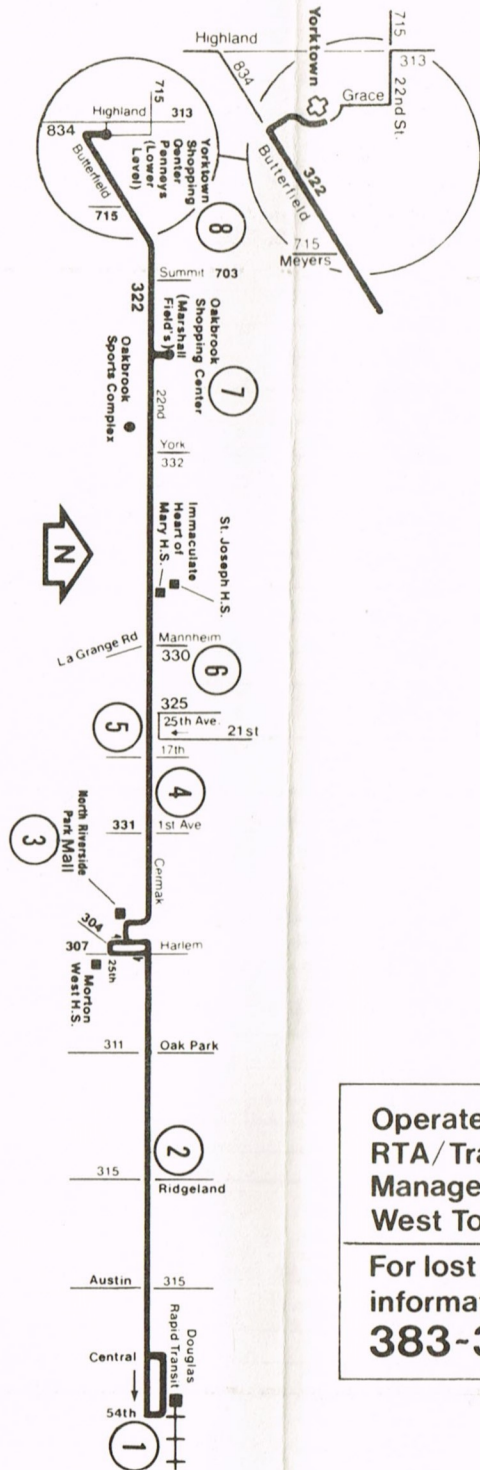 715
313
22nd St.
Highland
834
Yorktown
Grace
322
Butterfield
715
Meyers
715
Highland
313
834
Butterfield
715
Yorktown
Shopping
Center
Penneys
(Lower
Level)
8
Summit 703
322
Oakbrook
Shopping Center
(Marshall
Field's)
7
22nd
Oakbrook
Sports Complex
York
332
N
St. Joseph H.S.
Immaculate
Heart of
Mary H.S.
La Grange Rd
Mannheim
330
6
325
25th Ave.
21st
5
17th
4
331
1st Ave
North Riverside
Park Mall
3
Cermak
304
307
Harlem
25th
Morton
West H.S.
311
Oak Park
2
315
Ridgeland
Austin
315
Douglas
Rapid Transit
Central
54th
1
Operate
RTA/Tra
Manage
West To
For lost
informa
383-3